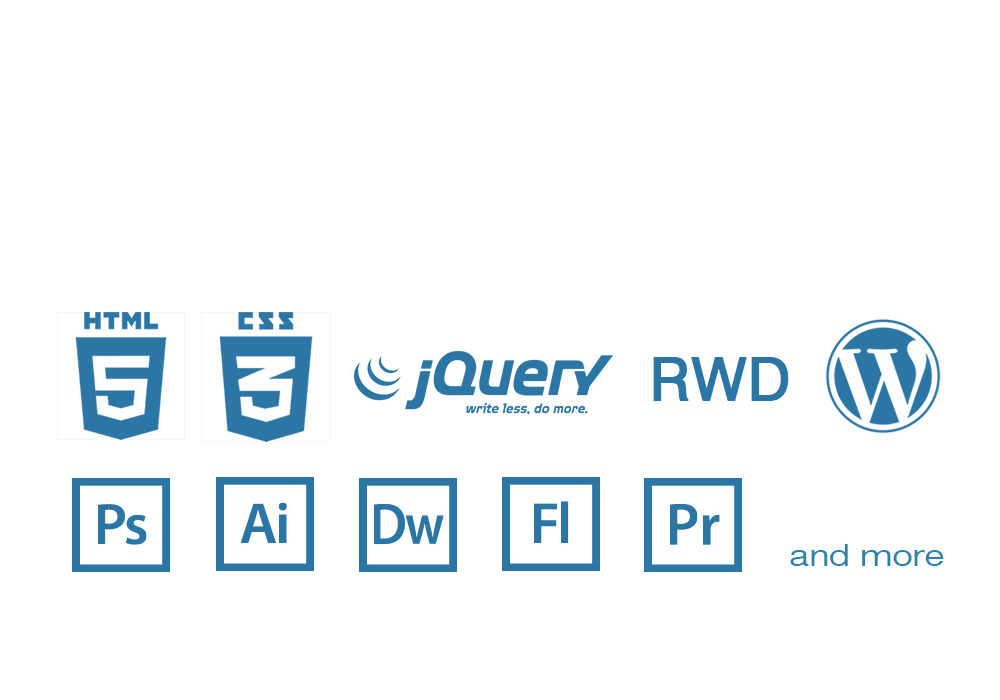 HTML CSS
5 3 jQuery RWD W
write less, do more.
Ps Ai Dw Fl Pr and more